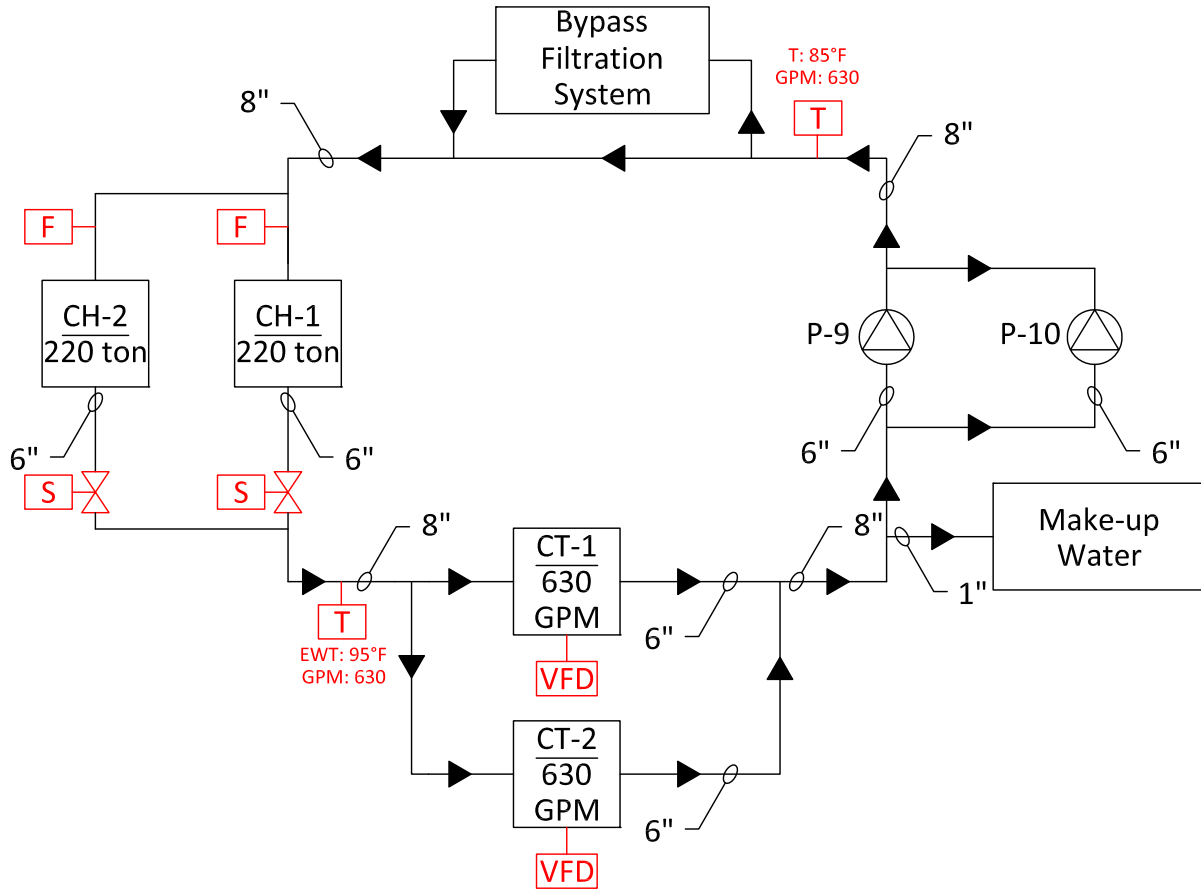 Bypass
Filtration
System
T: 85°F
GPM: 630
T
8"
8"
F
F
CH-2
220 ton
CH-1
220 ton
P-9
P-10
6"
6"
6"
6"
S
S
8"
CT-1
630
GPM
8"
Make-up
Water
1"
6"
T
EWT: 95°F
GPM: 630
VFD
CT-2
630
GPM
6"
VFD